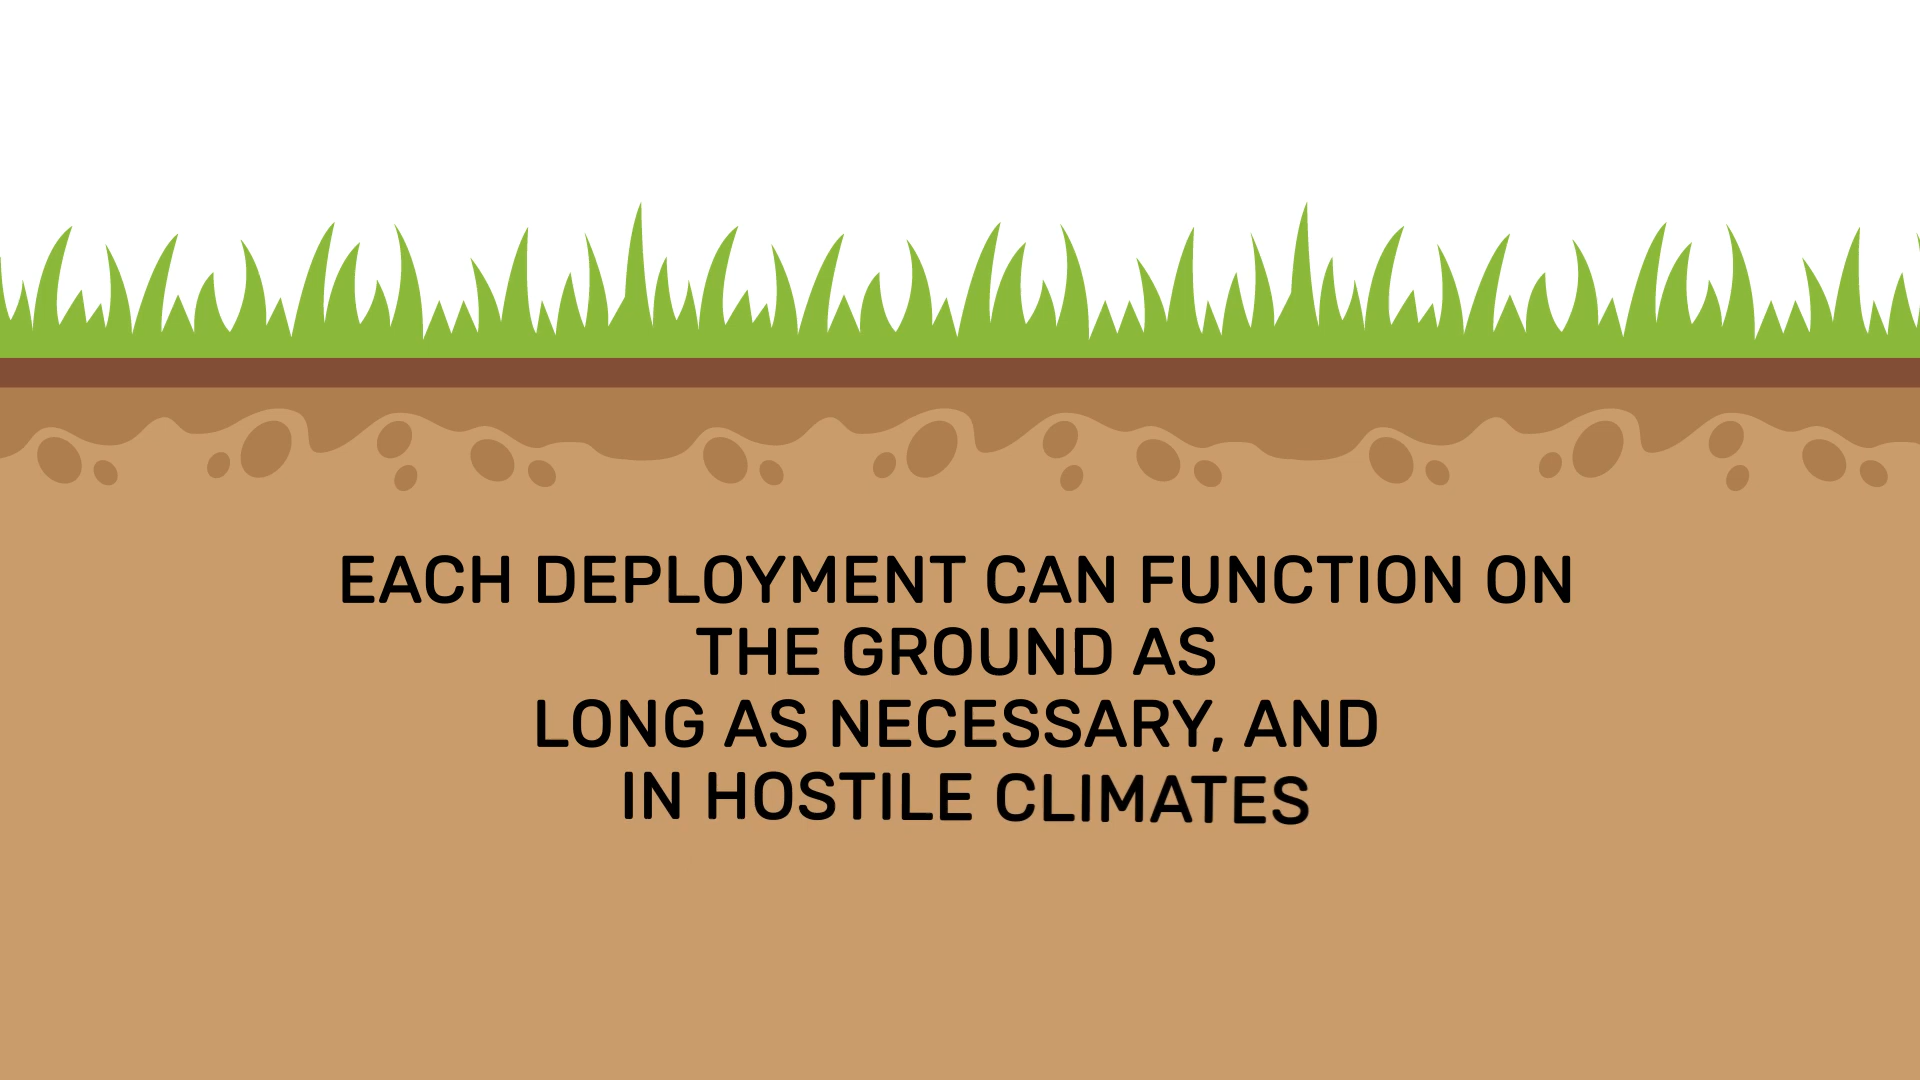 EACH DEPLOYMENT CAN FUNCTION ON
THE GROUND AS
LONG AS NECESSARY, AND
IN HOSTILE CLIMATES